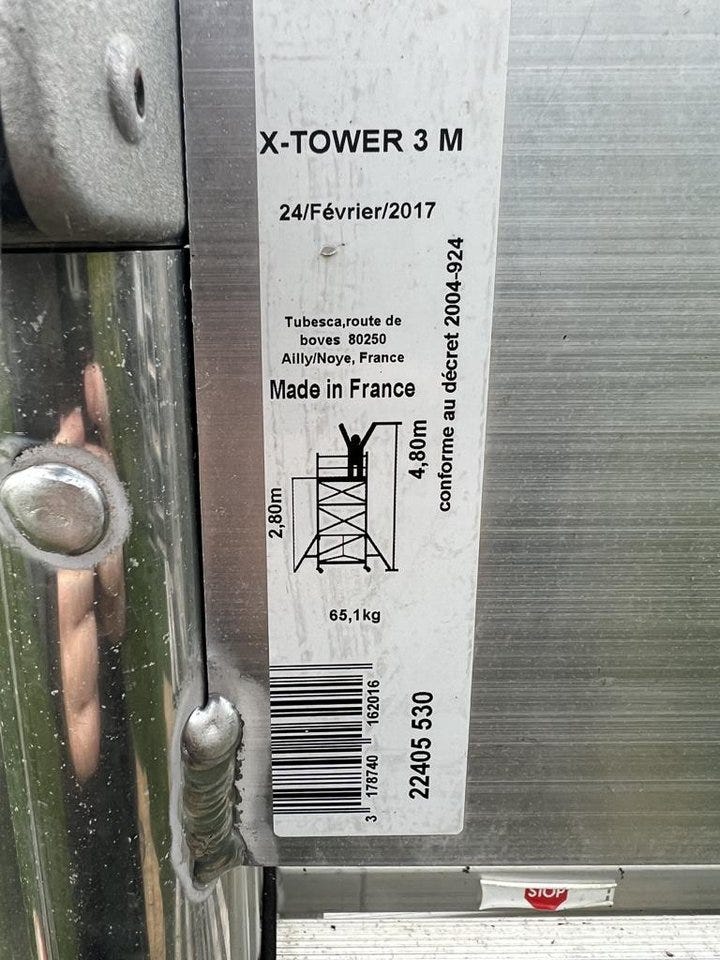 X-TOWER 3 M
24/Février/2017
Tubesca,route de
boves 80250
Ailly/Noye, France
Made in France
conforme au décret 2004-924
4,80m
2,80m
65,1kg
3 178740 162016
22405 530
STOP